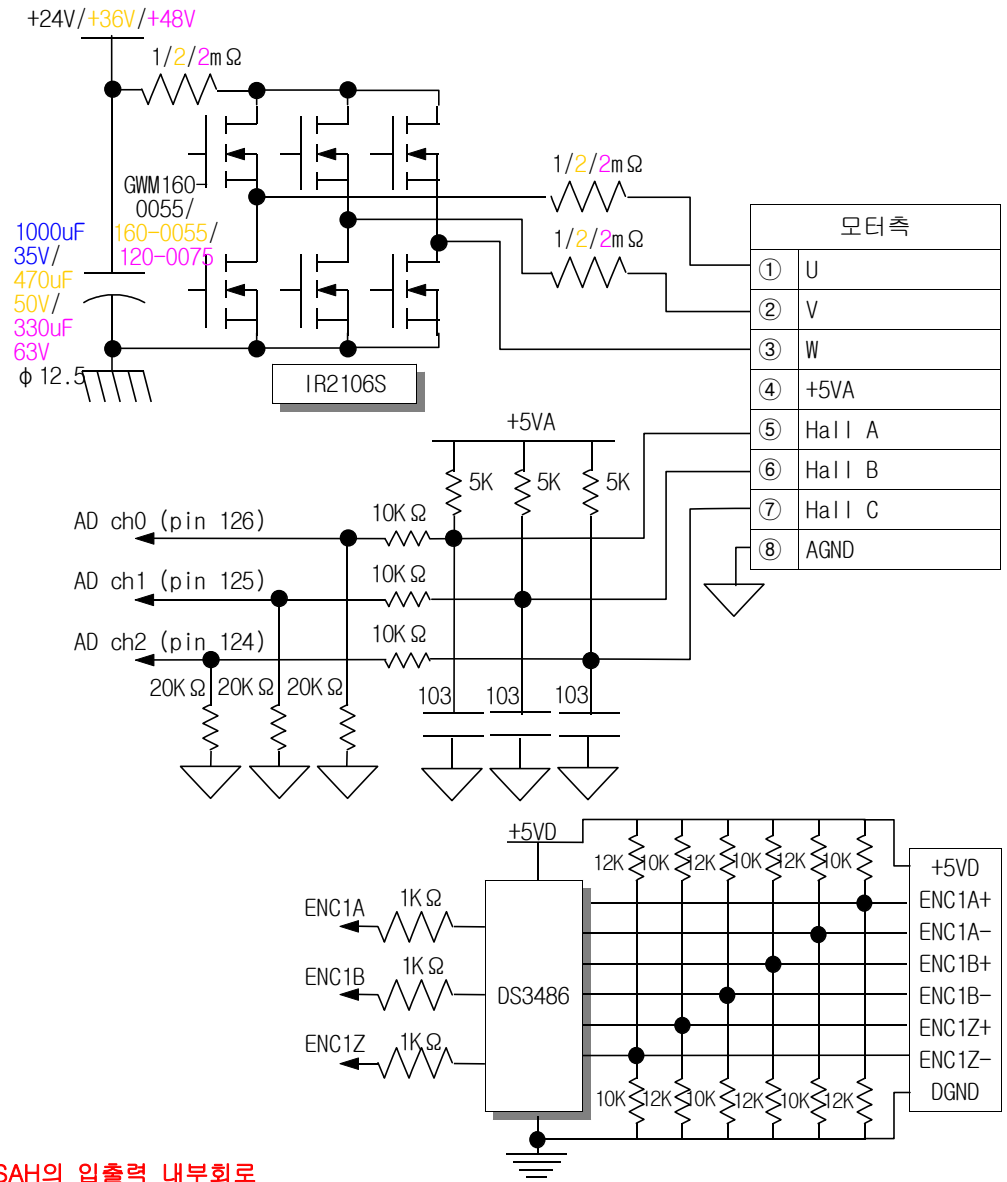 +24V/+36V/+48V
1/2/2mΩ
GWM160-
0055/
160-0055/
120-0075
1000uF
35V/
470uF
50V/
330uF
63V
φ12.5
IR2106S
1/2/2mΩ
1/2/2mΩ
모터측
① U
② V
③ W
④ +5VA
⑤ Hall A
⑥ Hall B
⑦ Hall C
⑧ AGND
+5VA
5K 5K 5K
AD ch0 (pin 126)
10KΩ
AD ch1 (pin 125)
10KΩ
AD ch2 (pin 124)
10KΩ
20KΩ 20KΩ 20KΩ
103 103 103
+5VD
12K 10K 12K 10K 12K 10K
ENC1A
1KΩ
ENC1B
1KΩ
ENC1Z
1KΩ
DS3486
+5VD
ENC1A+
ENC1A-
ENC1B+
ENC1B-
ENC1Z+
ENC1Z-
DGND
10K 12K 10K 12K 10K 12K
SAH의 입출력 내부회로